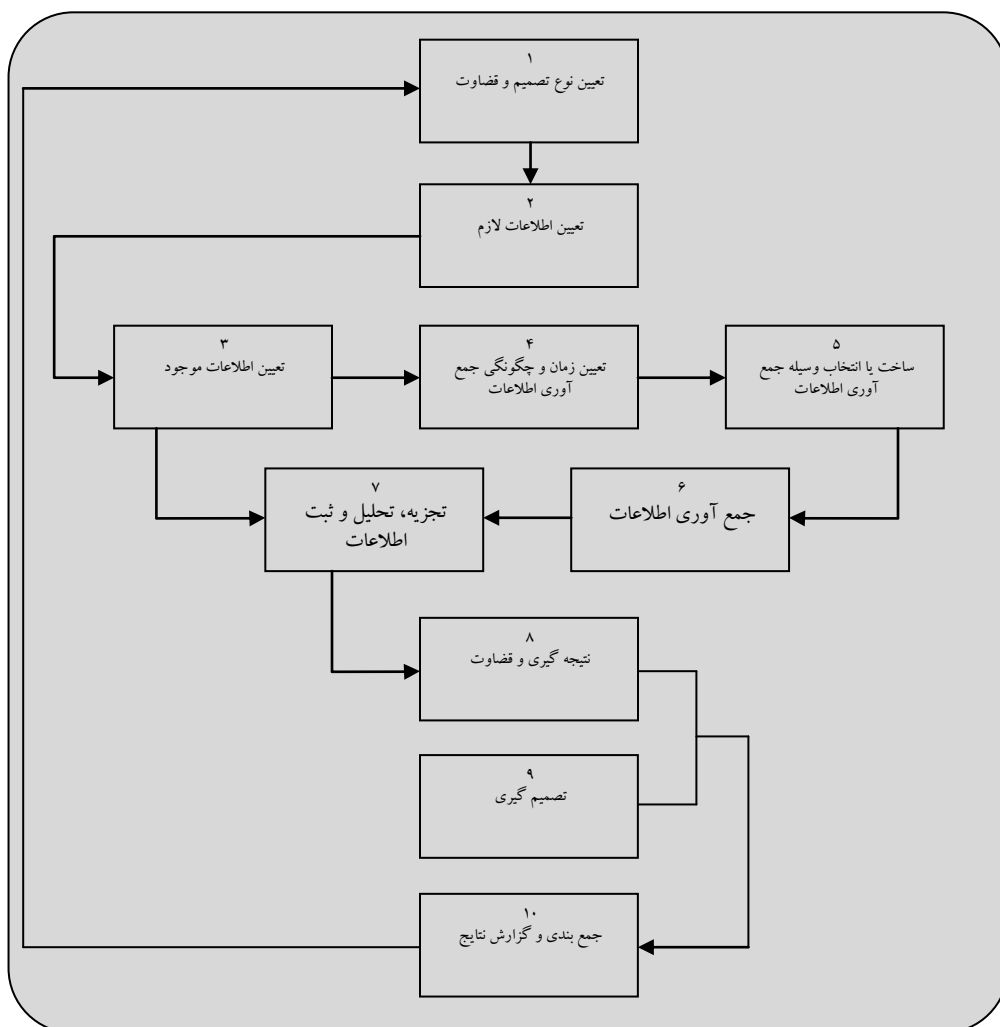 ۱
تعیین نوع تصمیم و قضاوت
۲
تعیین اطلاعات لازم
۳
تعیین اطلاعات موجود
۴
تعیین زمان و چگونگی جمع
آوری اطلاعات
۵
ساخت یا انتخاب وسیله جمع
آوری اطلاعات
۶
جمع آوری اطلاعات
۷
تجزیه، تحلیل و ثبت
اطلاعات
۸
نتیجه گیری و قضاوت
۹
تصمیم گیری
۱۰
جمع بندی و گزارش نتایج